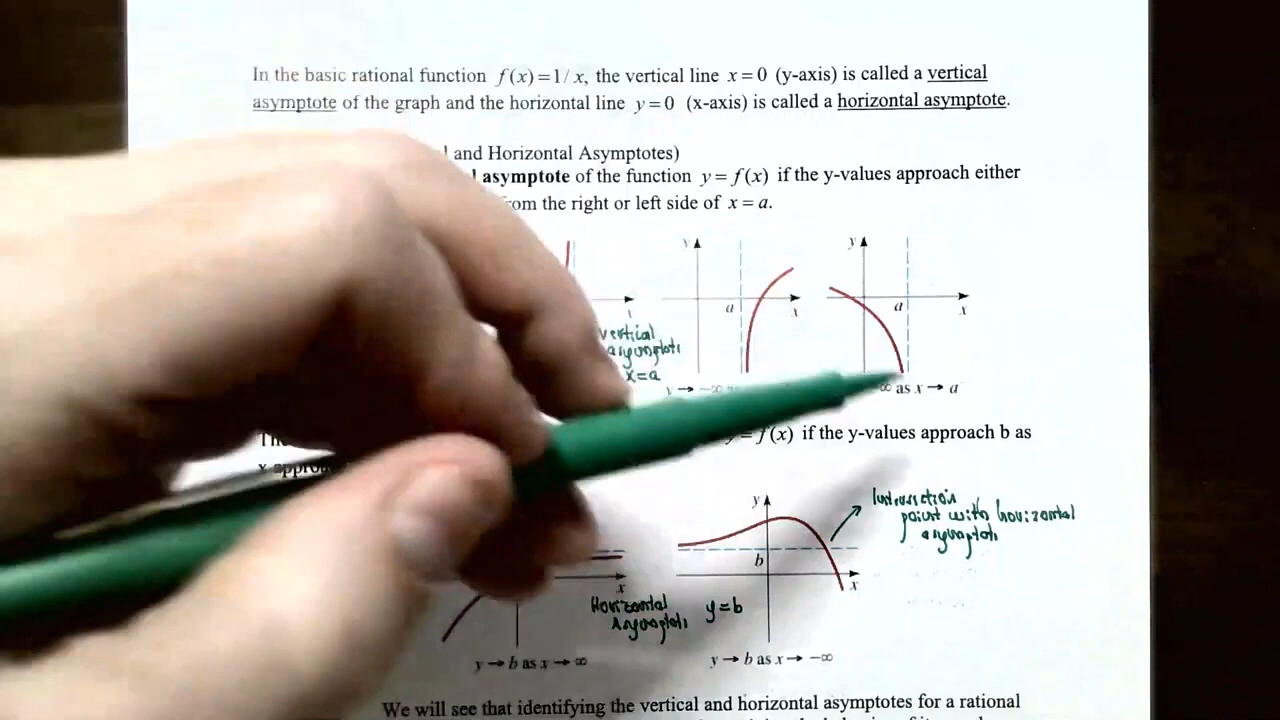 In the basic rational function f(x)=1/x, the vertical line x=0 (y-axis) is called a vertical
asymptote of the graph and the horizontal line y=0 (x-axis) is called a horizontal asymptote.
and Horizontal Asymptotes)
asymptote of the function y=f(x) if the y-values approach either
from the right or left side of x=a.
y y
a x a x
vertical
asymptote
x=a
y → -∞ ∞ as x → a
y=f(x) if the y-values approach b as
x
y
Intersection
point with horizontal
asymptote
b
x x
Horizontal
Asymptote y=b
y → b as x → ∞ y → b as x → -∞
We will see that identifying the vertical and horizontal asymptotes for a rational